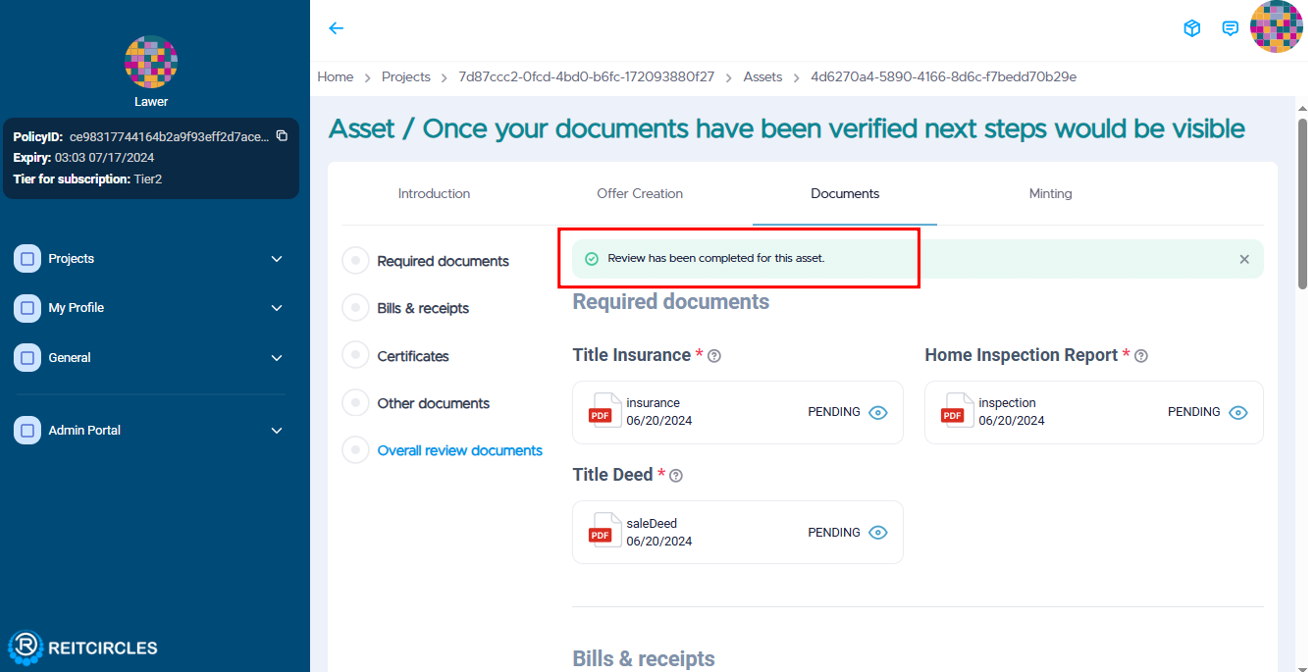 Lawer
PolicyID: ce98317744164b2a9f93eff2d7ace...
Expiry: 03:03 07/17/2024
Tier for subscription: Tier2
Projects
My Profile
General
Admin Portal
REITCIRCLES
Home > Projects > 7d87ccc2-0fcd-4bd0-b6fc-172093880f27 > Assets > 4d6270a4-5890-4166-8d6c-f7bedd70b29e
Asset / Once your documents have been verified next steps would be visible
Introduction Offer Creation Documents Minting
Required documents
Bills & receipts
Certificates
Other documents
Overall review documents
Review has been completed for this asset.
Required documents
Title Insurance * Home Inspection Report *
PDF insurance
06/20/2024
PENDING
PDF inspection
06/20/2024
PENDING
Title Deed *
PDF saleDeed
06/20/2024
PENDING
Bills & receipts